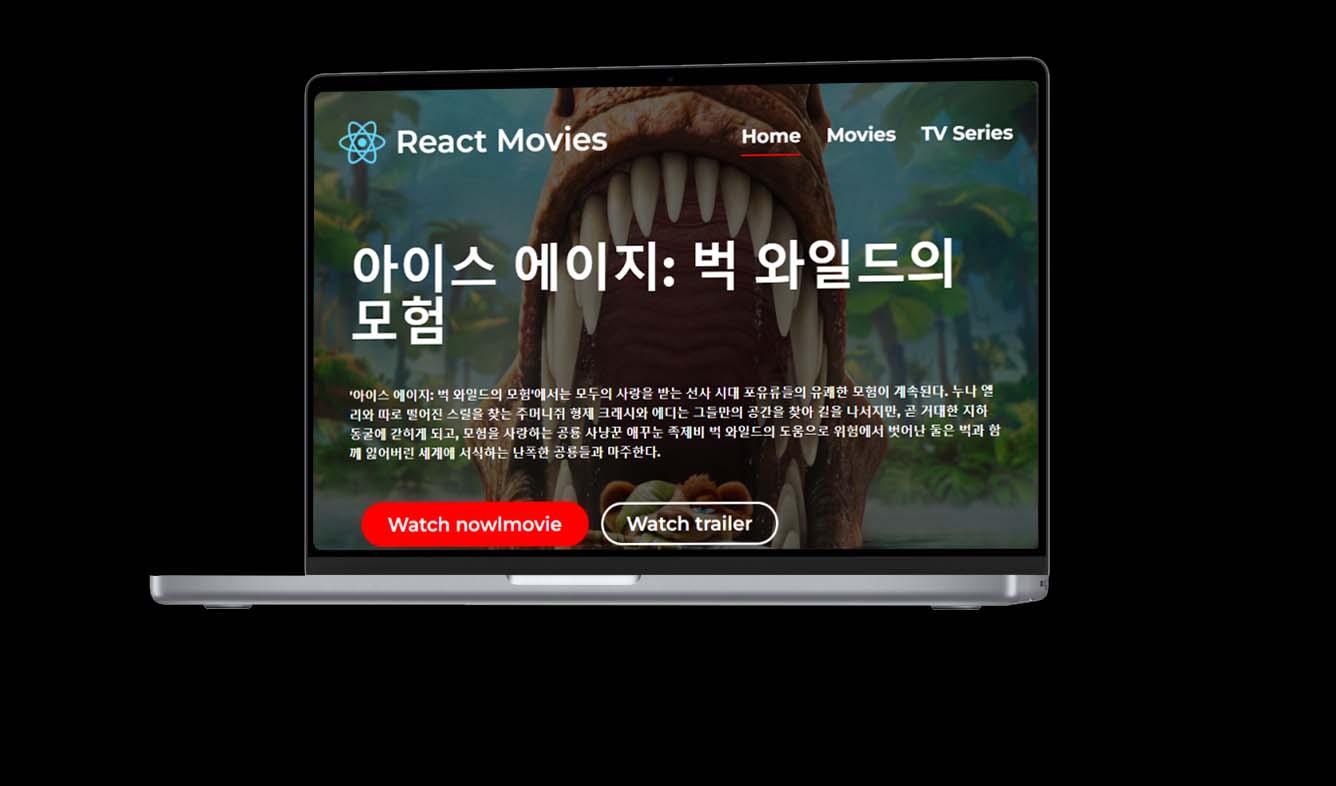 React Movies
Home Movies TV Series
아이스 에이지: 벅 와일드의
모험
'아이스 에이지: 벅 와일드의 모험'에서는 모두의 사랑을 받는 선사 시대 포유류들의 유쾌한 모험이 계속된다. 누나 엘
리와 따로 떨어진 스릴을 찾는 주머니쥐 형제 크래시와 에디는 그들만의 공간을 찾아 길을 나서지만, 곧 거대한 지하
동굴에 갇히게 되고, 모험을 사랑하는 공룡 사냥꾼 애꾸눈 족제비 벅 와일드의 도움으로 위험에서 벗어난 둘은 벅과 함
께 잃어버린 세계에 서식하는 난폭한 공룡들과 마주한다.
Watch nowlmovie
Watch trailer